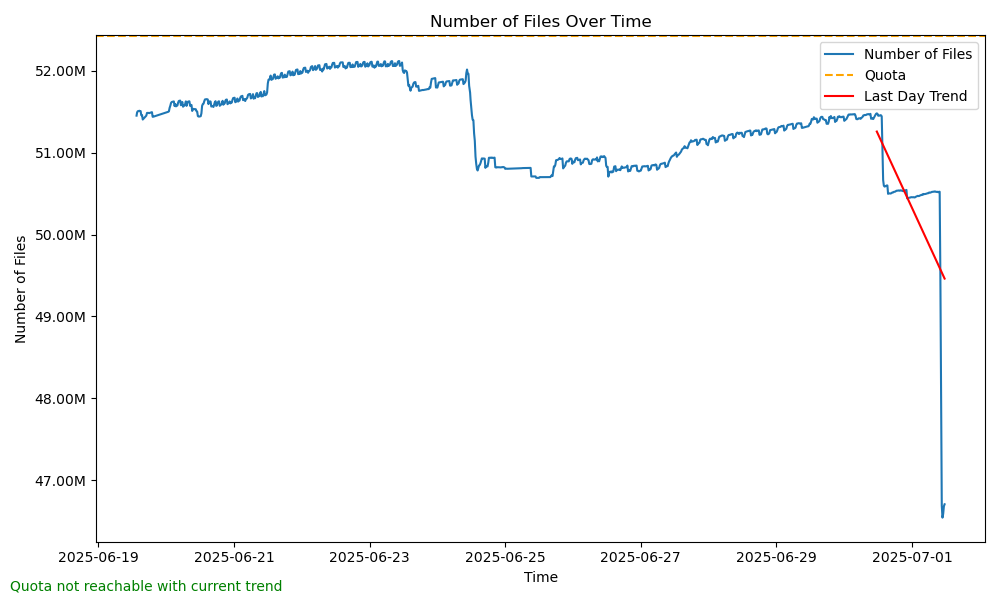 Number of Files Over Time
Number of Files
Quota
Last Day Trend
52.00M
51.00M
50.00M
49.00M
48.00M
47.00M
Number of Files
2025-06-19
2025-06-21
2025-06-23
2025-06-25
2025-06-27
2025-06-29
2025-07-01
Time
Quota not reachable with current trend